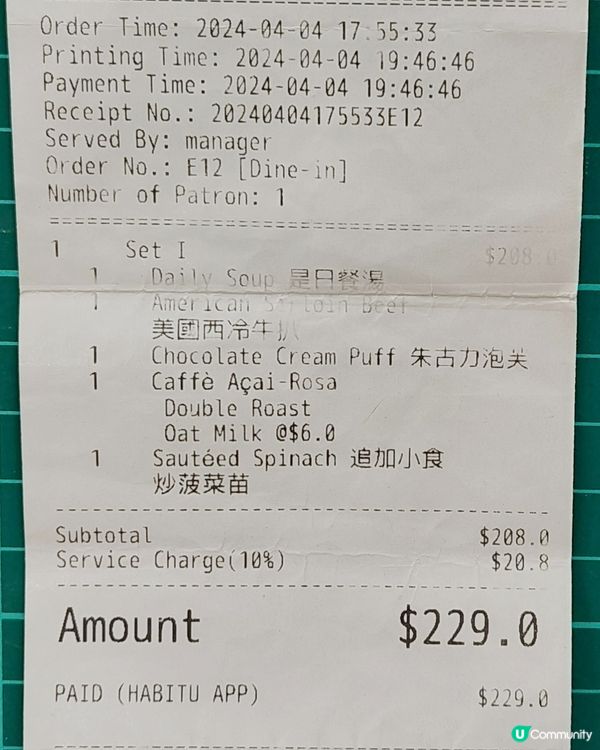 Order Time: 2024-04-04 17:55:33
Printing Time: 2024-04-04 19:46:46
Payment Time: 2024-04-04 19:46:46
Receipt No.: 20240404175533E12
Served By: manager
Order No.: E12 [Dine-in]
Number of Patron: 1
1 Set I $208.0
1 Daily Soup 是日餐湯
1 American Sirloin Beef
美國西冷牛扒
1 Chocolate Cream Puff 朱古力泡芙
1 Caffè Açai-Rosa
Double Roast
Oat Milk @$6.0
1 Sautéed Spinach 追加小食
炒菠菜苗
Subtotal $208.0
Service Charge(10%) $20.8
Amount $229.0
PAID (HABITU APP) $229.0
U Community